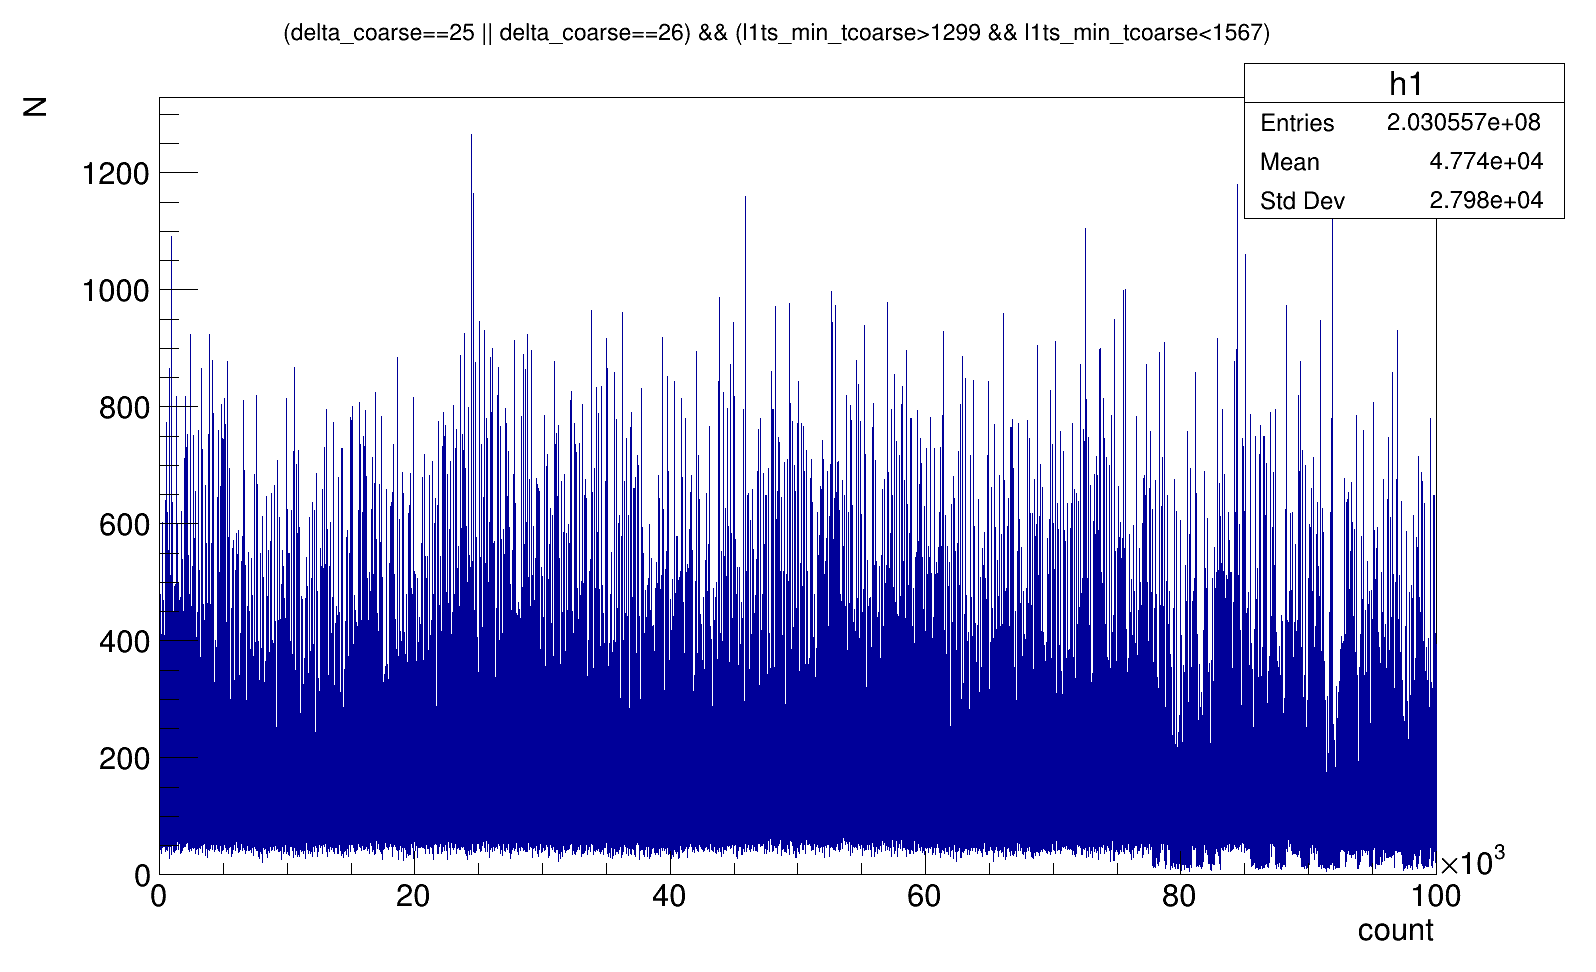 (delta_coarse==25 || delta_coarse==26) && (l1ts_min_tcoarse>1299 && l1ts_min_tcoarse<1567)
h1
Entries 2.030557e+08
Mean 4.774e+04
Std Dev 2.798e+04
N
1200
1000
800
600
400
200
0
0 20 40 60 80 100
×10³
count